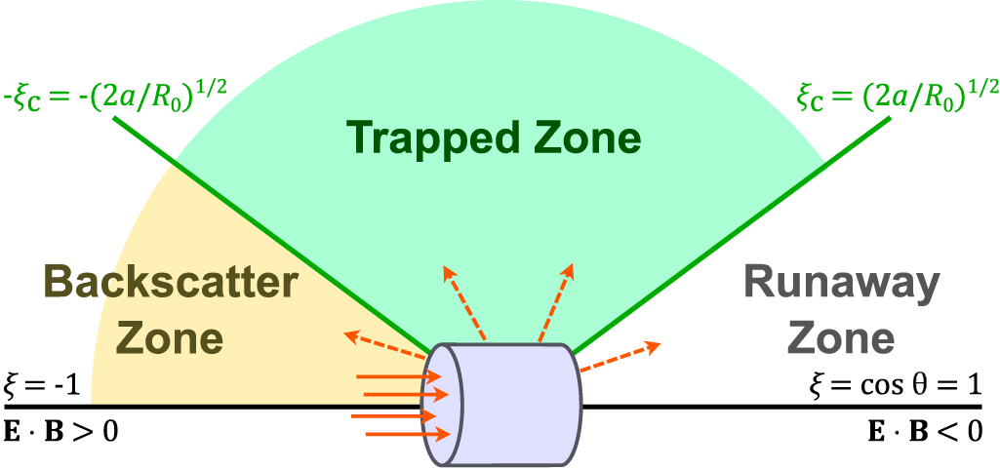 -ξc = -(2a/R₀)¹/²
ξc = (2a/R₀)¹/²
Trapped Zone
Backscatter
Zone
Runaway
Zone
ξ = -1
ξ = cos θ = 1
E · B > 0
E · B < 0